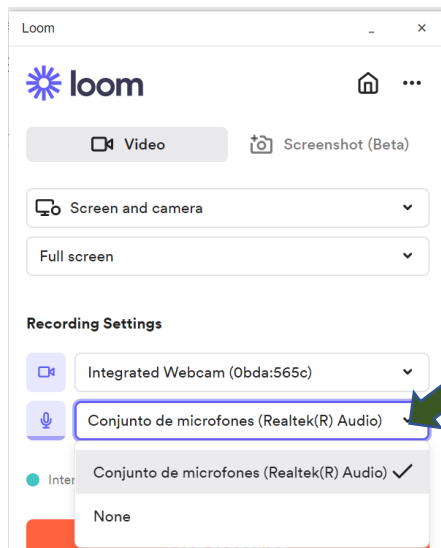 Loom
loom
Video
Screenshot (Beta)
Screen and camera
Full screen
Recording Settings
Integrated Webcam (0bda:565c)
Conjunto de microfones (Realtek(R) Audio)
Conjunto de microfones (Realtek(R) Audio)
Inter
None